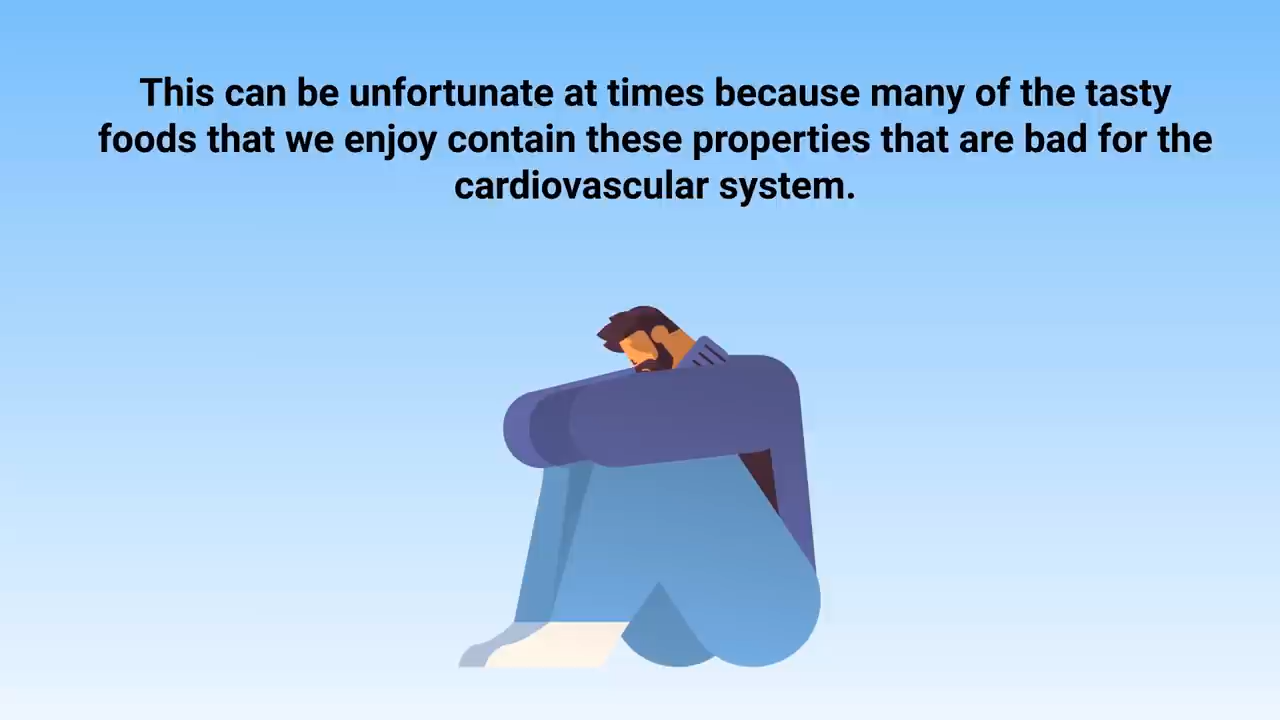 This can be unfortunate at times because many of the tasty
foods that we enjoy contain these properties that are bad for the
cardiovascular system.